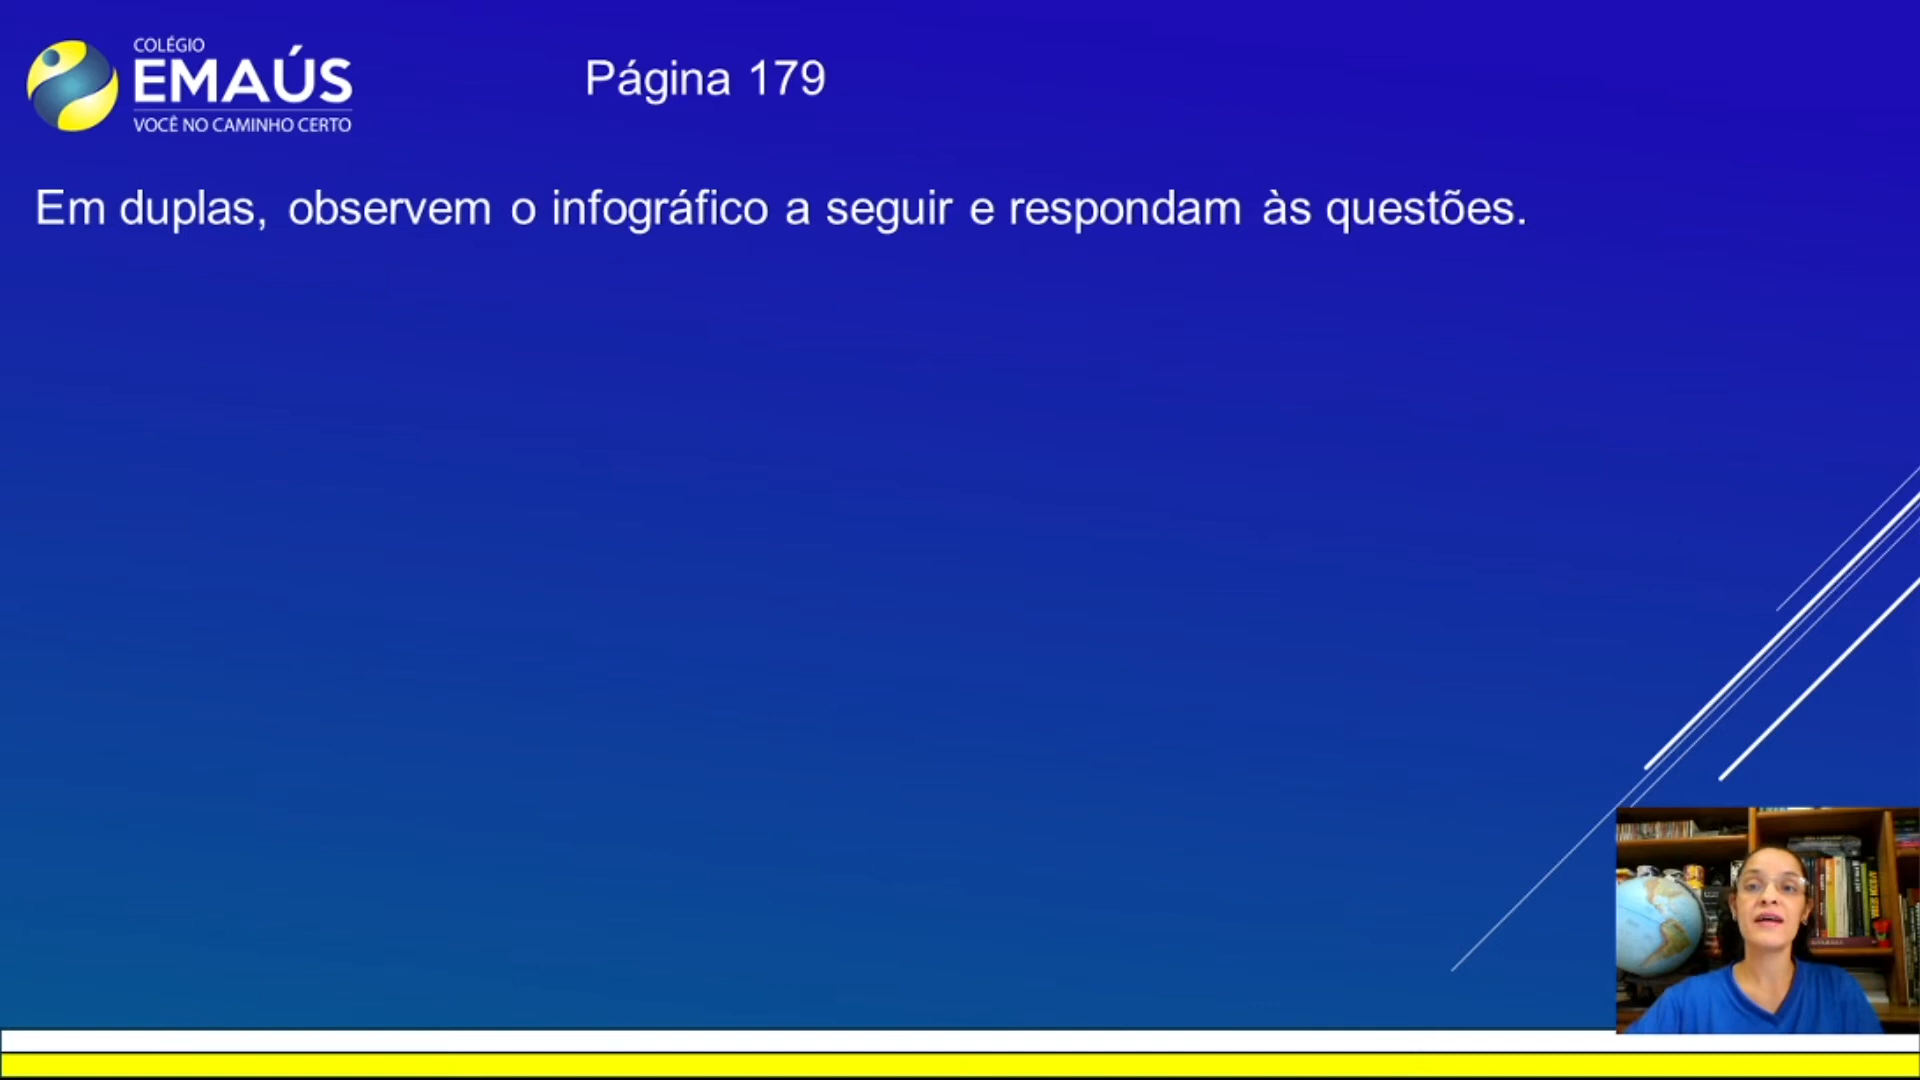 COLÉGIO
EMAÚS
VOCÊ NO CAMINHO CERTO
Página 179
Em duplas, observem o infográfico a seguir e respondam às questões.